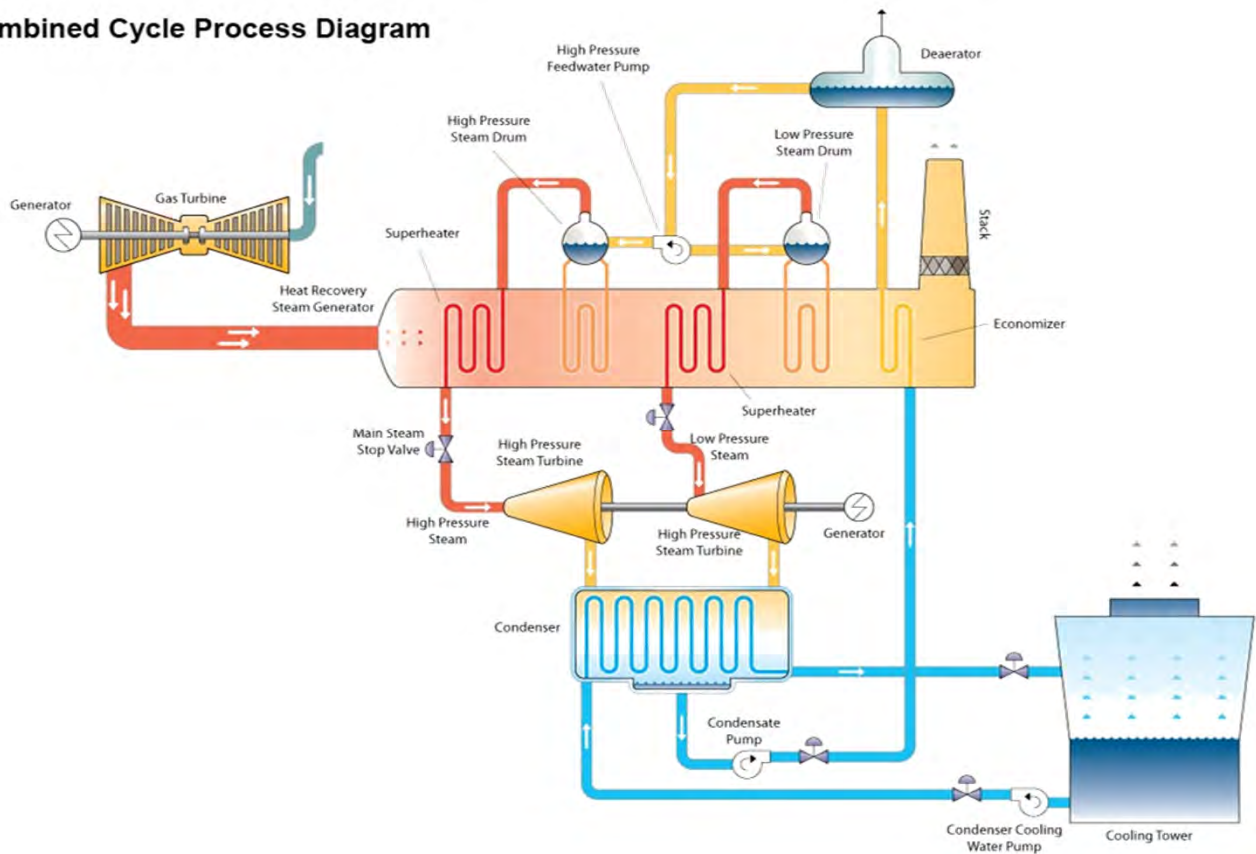 mbined Cycle Process Diagram
High Pressure
Feedwater Pump
Deaerator
High Pressure
Steam Drum
Low Pressure
Steam Drum
Gas Turbine
Generator
Superheater
Stack
Heat Recovery
Steam Generator
Economizer
Superheater
Main Steam
Stop Valve
High Pressure
Steam Turbine
Low Pressure
Steam
High Pressure
Steam
High Pressure
Steam Turbine
Generator
Condenser
Condensate
Pump
Condenser Cooling
Water Pump
Cooling Tower